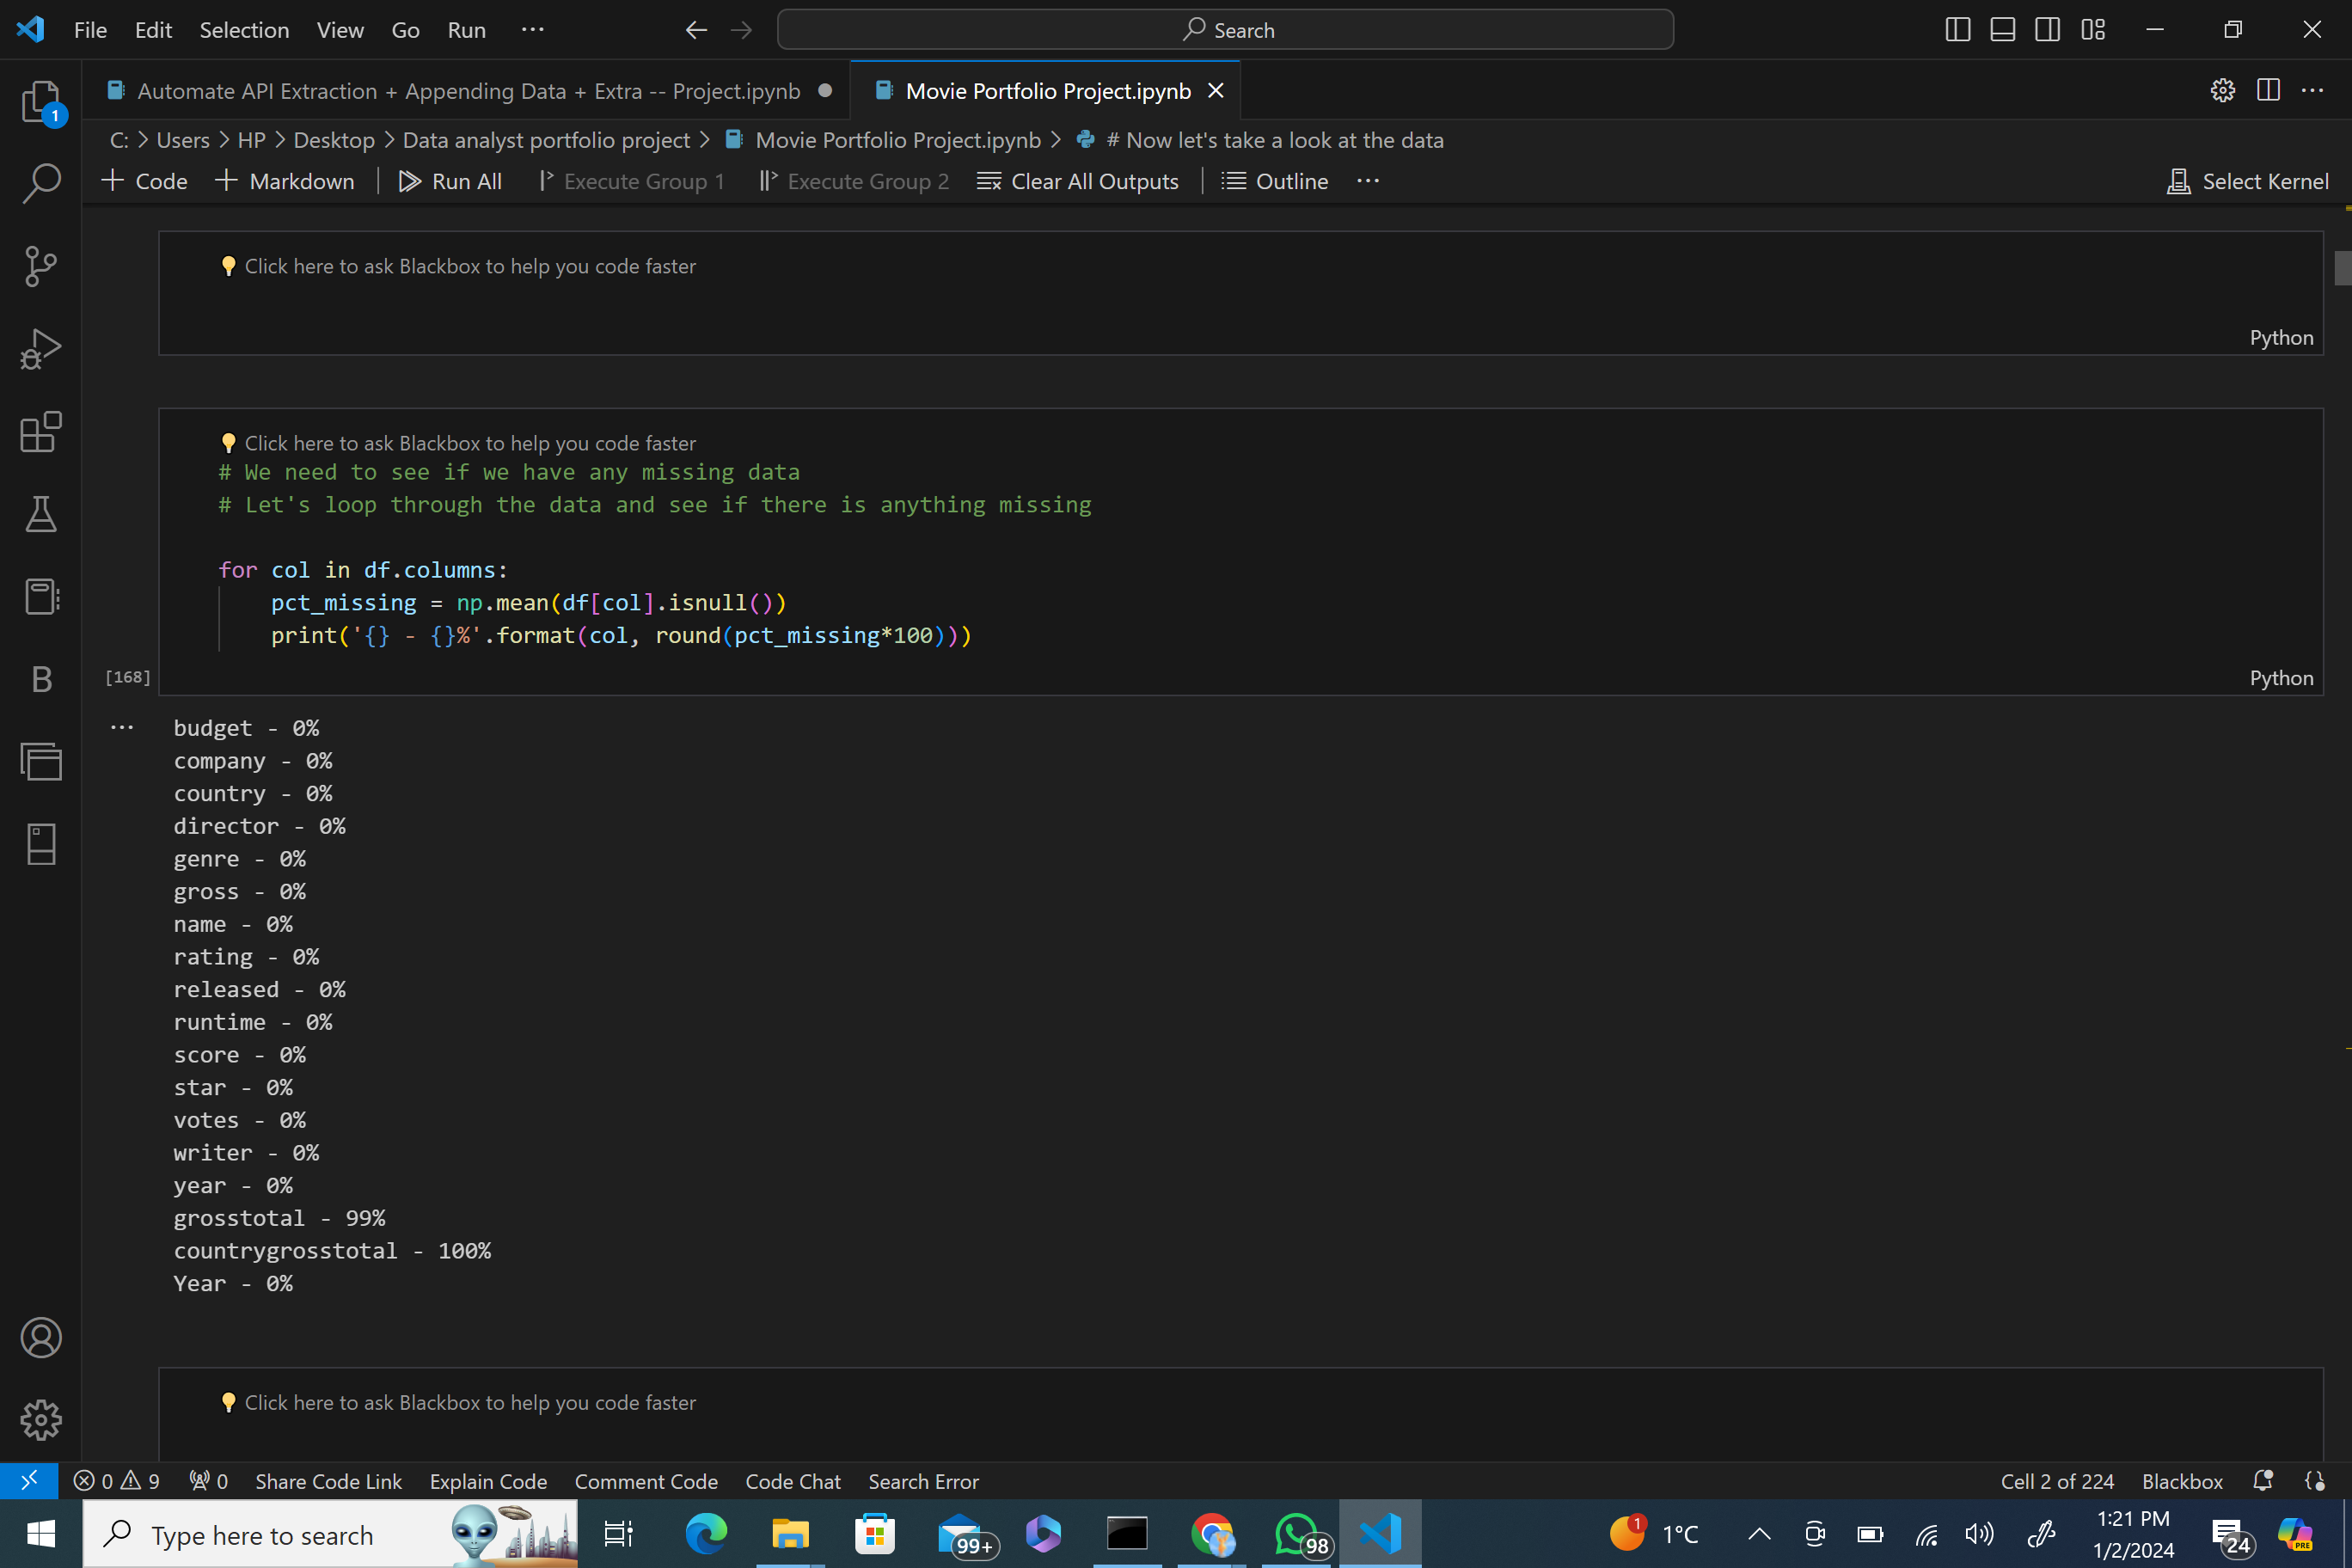 File Edit Selection View Go Run ··· Search
Automate API Extraction + Appending Data + Extra -- Project.ipynb Movie Portfolio Project.ipynb
1
C: > Users > HP > Desktop > Data analyst portfolio project > Movie Portfolio Project.ipynb > # Now let's take a look at the data
+ Code + Markdown | Run All Execute Group 1 Execute Group 2 Clear All Outputs | Outline ··· Select Kernel
Click here to ask Blackbox to help you code faster
Python
Click here to ask Blackbox to help you code faster
# We need to see if we have any missing data
# Let's loop through the data and see if there is anything missing
for col in df.columns:
    pct_missing = np.mean(df[col].isnull())
    print('{} - {}%'.format(col, round(pct_missing*100)))
[168] Python
B
budget - 0%
company - 0%
country - 0%
director - 0%
genre - 0%
gross - 0%
name - 0%
rating - 0%
released - 0%
runtime - 0%
score - 0%
star - 0%
votes - 0%
writer - 0%
year - 0%
grosstotal - 99%
countrygrosstotal - 100%
Year - 0%
Click here to ask Blackbox to help you code faster
0 9 0 Share Code Link Explain Code Comment Code Code Chat Search Error Cell 2 of 224 Blackbox
Type here to search 99+ 98 1 1°C 1:21 PM 24 PRE
1/2/2024